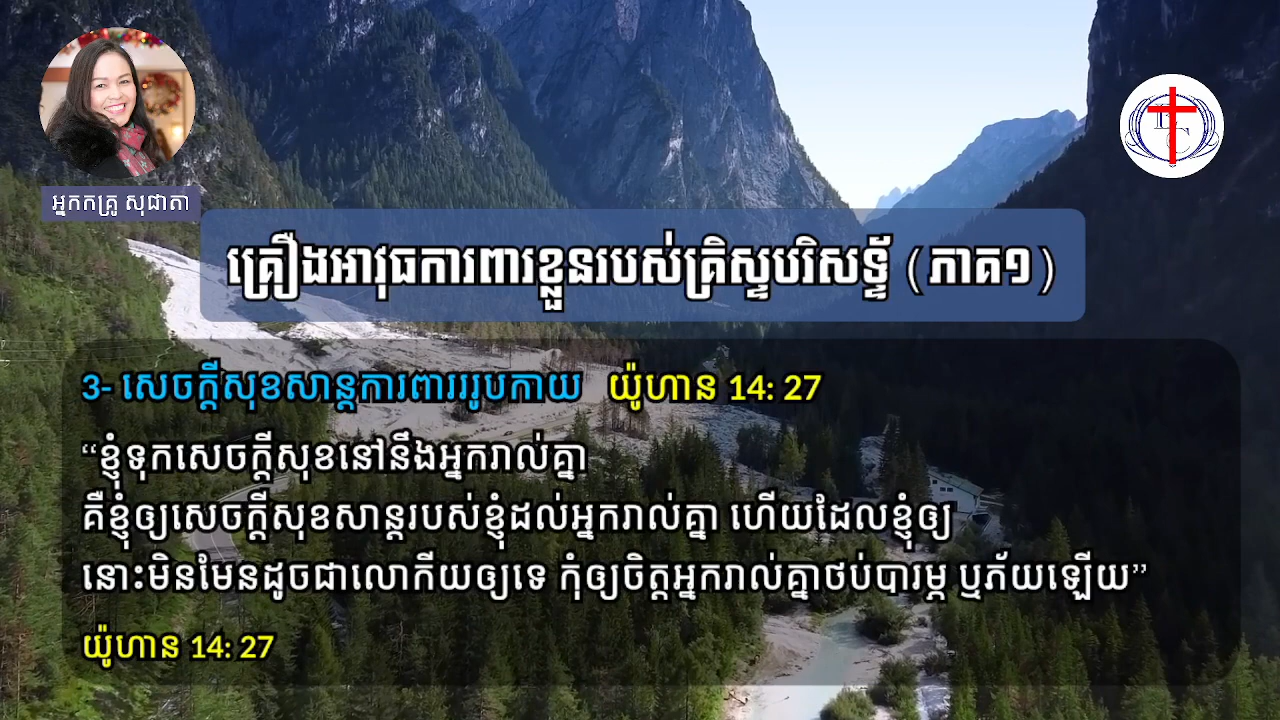 អ្នកកគ្រូ សុជាតា
គ្រឿងអាវុធការពារខ្លួនរបស់គ្រិស្ទបរិសទ្ទ័ (ភាគ១)
3- សេចក្ដីសុខសាន្តការពារររូបកាយ យ៉ូហាន 14: 27
“ខ្ញុំទុកសេចក្ដីសុខនៅនឹងអ្នករាល់គ្នា
គឺខ្ញុំឲ្យសេចក្ដីសុខសាន្តរបស់ខ្ញុំដល់អ្នករាល់គ្នា ហើយដែលខ្ញុំឲ្យ
នោះមិនមែនដូចជាលោកីយឲ្យទេ កុំឲ្យចិត្តអ្នករាល់គ្នាថប់បារម្ភ ឬភ័យឡើយ”
យ៉ូហាន 14: 27